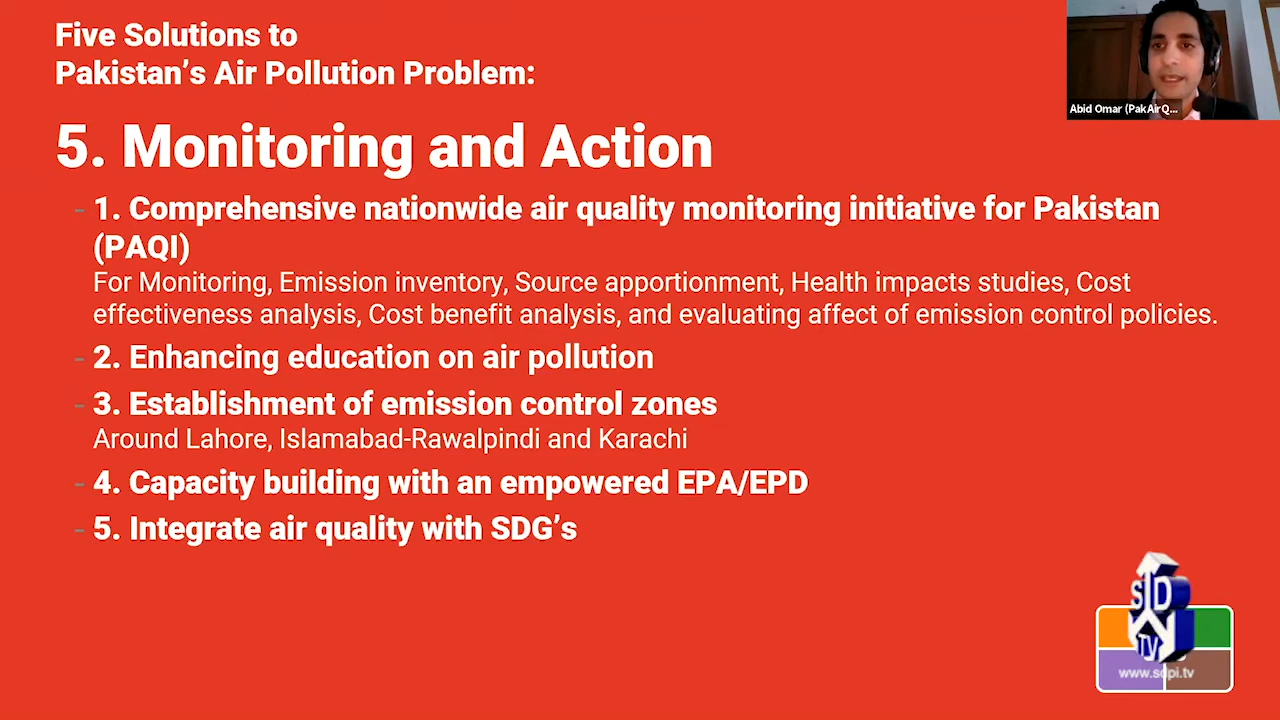 Five Solutions to
Pakistan's Air Pollution Problem:
5. Monitoring and Action
- 1. Comprehensive nationwide air quality monitoring initiative for Pakistan
(PAQI)
For Monitoring, Emission inventory, Source apportionment, Health impacts studies, Cost
effectiveness analysis, Cost benefit analysis, and evaluating affect of emission control policies.
- 2. Enhancing education on air pollution
- 3. Establishment of emission control zones
Around Lahore, Islamabad-Rawalpindi and Karachi
- 4. Capacity building with an empowered EPA/EPD
- 5. Integrate air quality with SDG's
Abid Omar (PakAirQ...
SD
TV
www.sdpi.tv